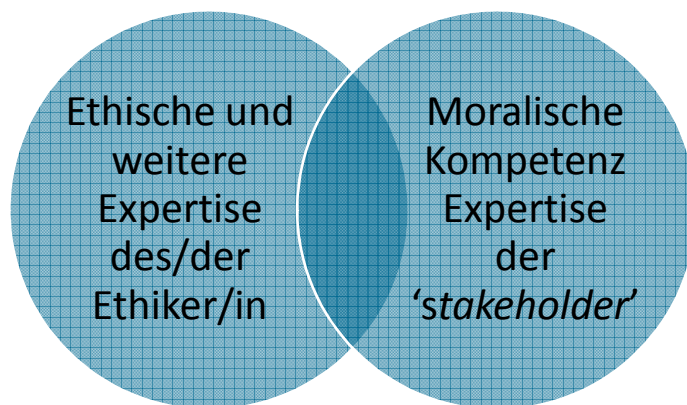 Ethische und
weitere
Expertise
des/der
Ethiker/in
Moralische
Kompetenz
Expertise
der
‘stakeholder’